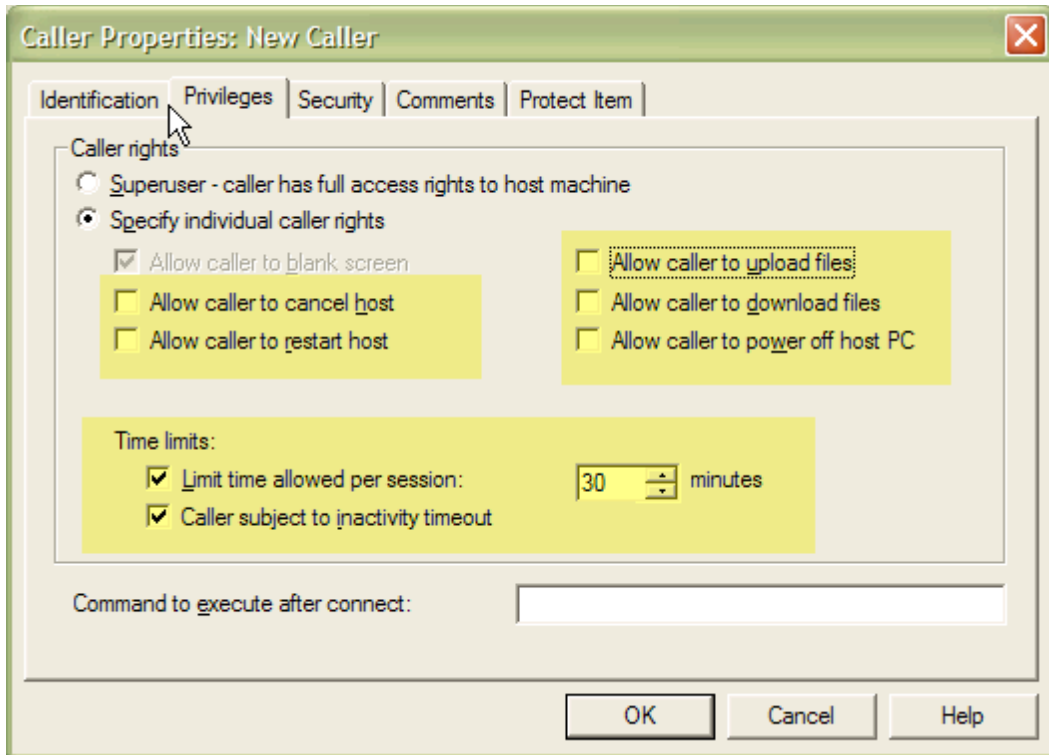 Caller Properties: New Caller
Identification Privileges Security Comments Protect Item
Caller rights
Superuser - caller has full access rights to host machine
Specify individual caller rights
Allow caller to blank screen Allow caller to upload files
Allow caller to cancel host Allow caller to download files
Allow caller to restart host Allow caller to power off host PC
Time limits:
Limit time allowed per session: 30 minutes
Caller subject to inactivity timeout
Command to execute after connect:
OK Cancel Help